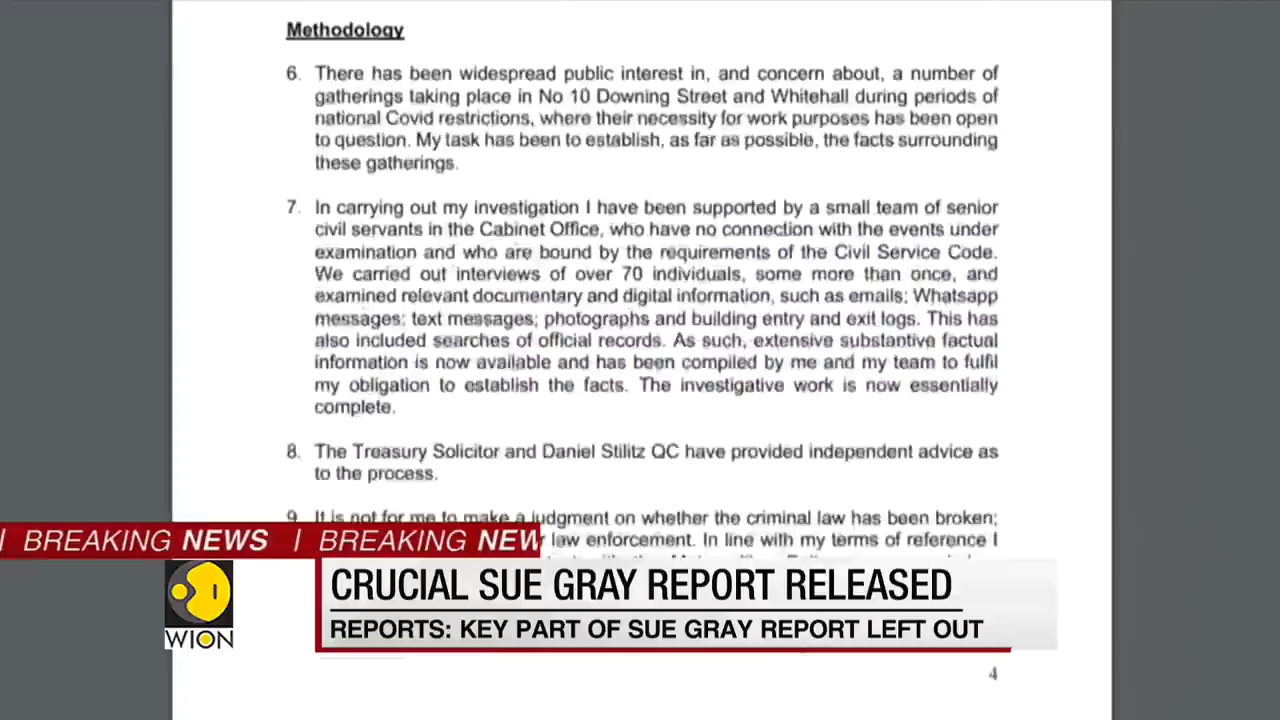 Methodology
6. There has been widespread public interest in, and concern about, a number of
gatherings taking place in No 10 Downing Street and Whitehall during periods of
national Covid restrictions, where their necessity for work purposes has been open
to question. My task has been to establish, as far as possible, the facts surrounding
these gatherings.
7. In carrying out my investigation I have been supported by a small team of senior
civil servants in the Cabinet Office, who have no connection with the events under
examination and who are bound by the requirements of the Civil Service Code.
We carried out interviews of over 70 individuals, some more than once, and
examined relevant documentary and digital information, such as emails; Whatsapp
messages; text messages; photographs and building entry and exit logs. This has
also included searches of official records. As such, extensive substantive factual
information is now available and has been compiled by me and my team to fulfil
my obligation to establish the facts. The investigative work is now essentially
complete.
8. The Treasury Solicitor and Daniel Stilitz QC have provided independent advice as
to the process.
9. It is not for me to make a judgment on whether the criminal law has been broken;
law enforcement. In line with my terms of reference I
BREAKING NEWS | BREAKING NEW
CRUCIAL SUE GRAY REPORT RELEASED
WION
REPORTS: KEY PART OF SUE GRAY REPORT LEFT OUT
4